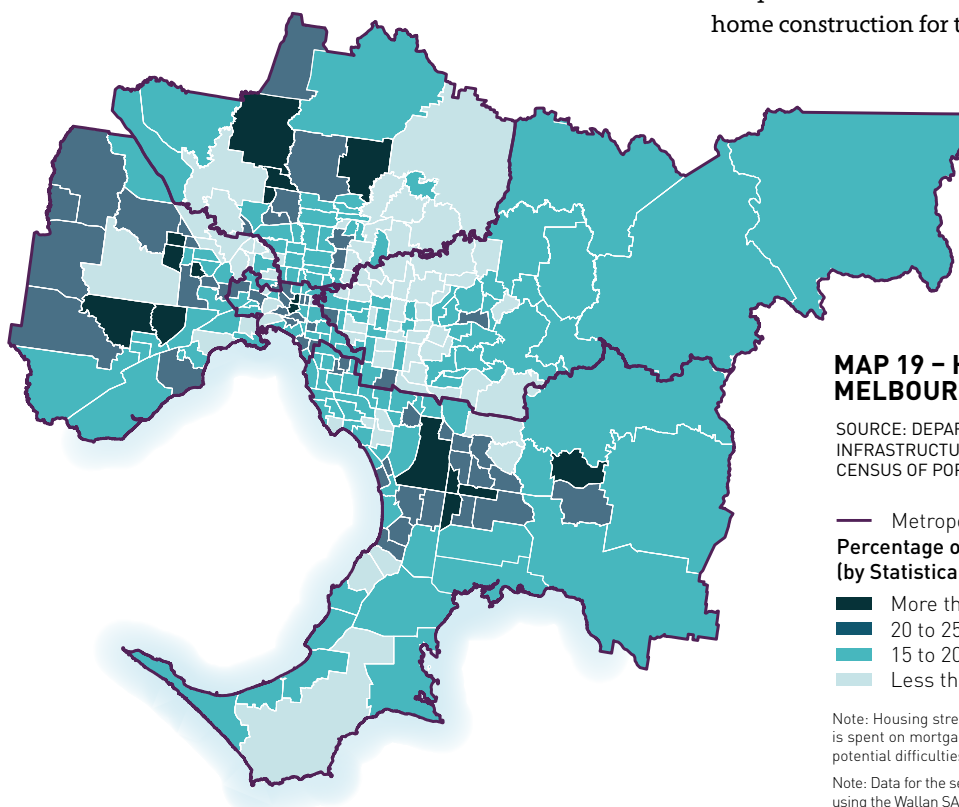 home construction for t
MAP 19 – H
MELBOUR
SOURCE: DEPAR
INFRASTRUCTU
CENSUS OF POP
Metropo
Percentage o
(by Statistica
More th
20 to 25
15 to 20
Less th
Note: Housing stre
is spent on mortga
potential difficulties
Note: Data for the se
using the Wallan SA